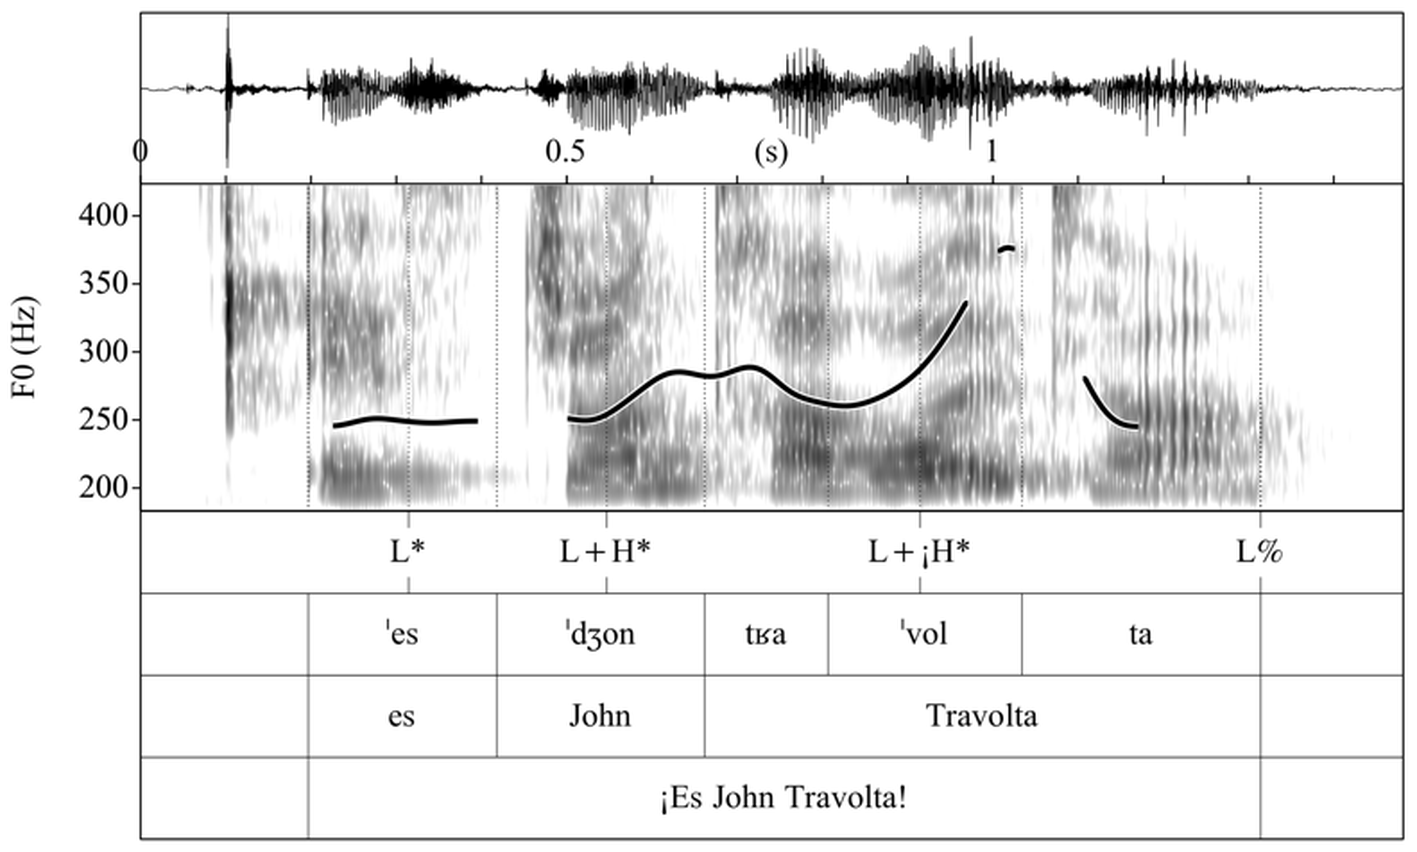 0 0.5 (s) 1
400
350
300
250
200
F0 (Hz)
L* L+H* L+¡H* L%
ˈes ˈdʒon tʁa ˈvol ta
es John Travolta
¡Es John Travolta!